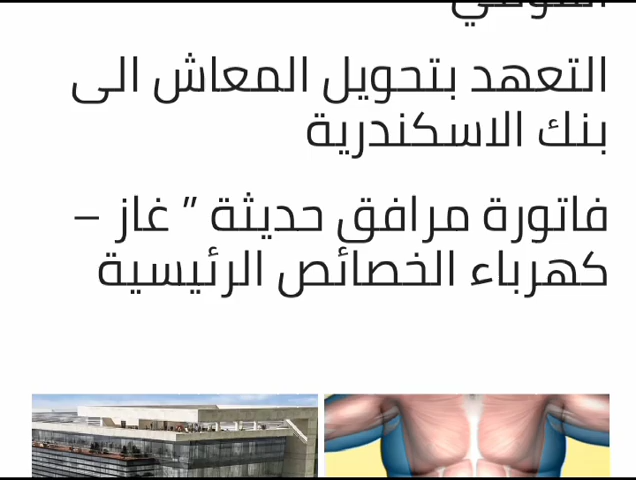 التعهد بتحويل المعاش الى
بنك الاسكندرية
فاتورة مرافق حديثة ” غاز –
كهرباء الخصائص الرئيسية